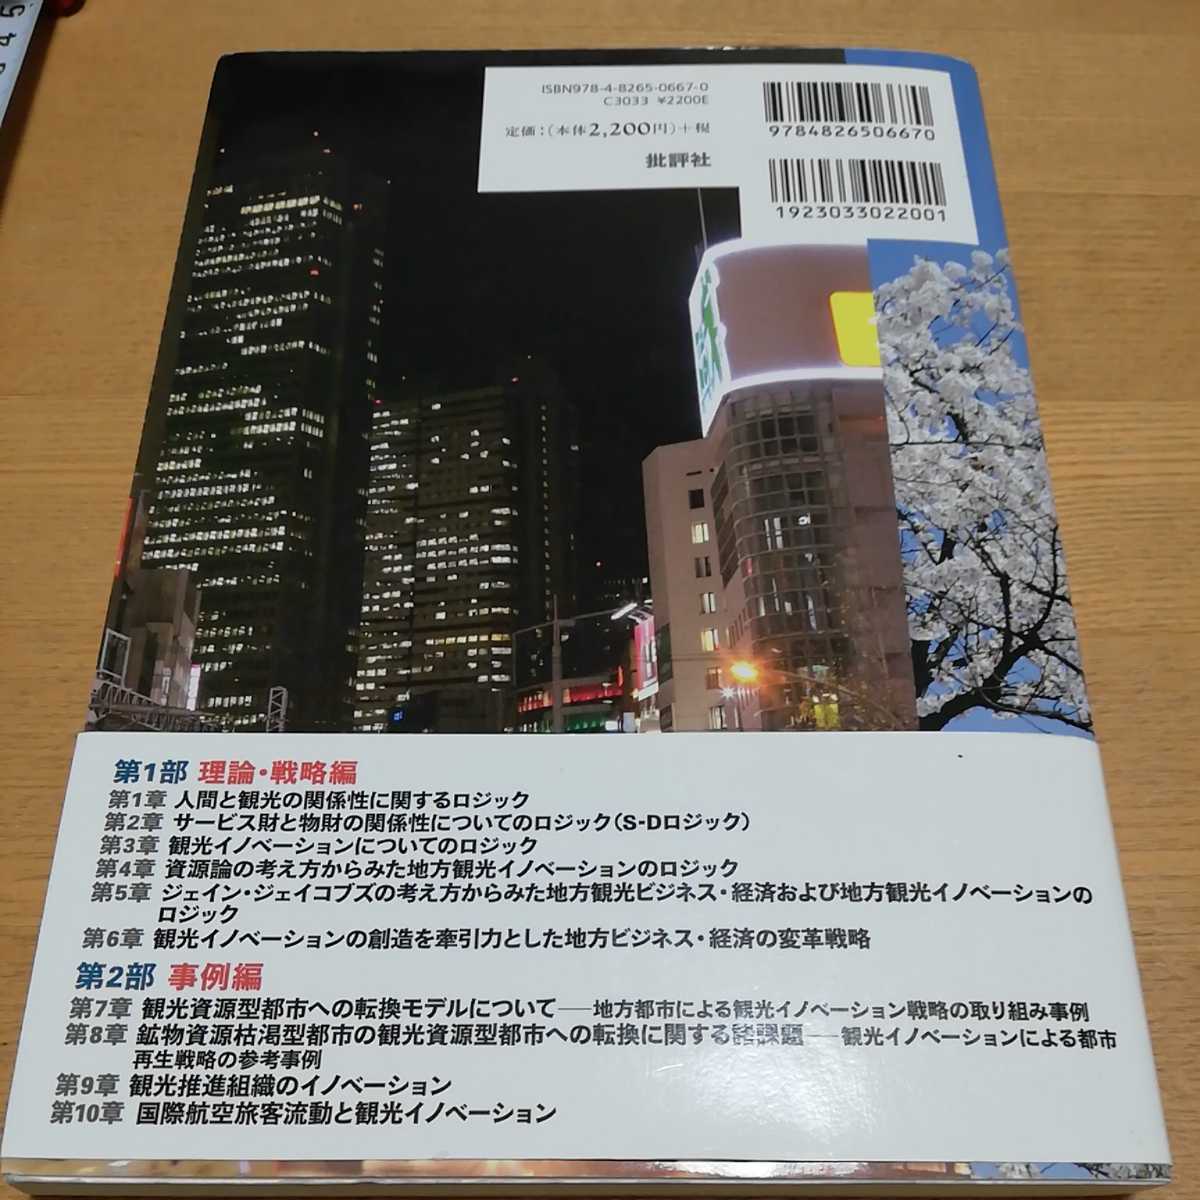 ISBN978-4-8265-0667-0
C3033 ¥2200E
定価:(本体2,200円)+税
批評社
9784826506670
1923033022001
第1部 理論・戦略編
第1章 人間と観光の関係性に関するロジック
第2章 サービス財と物財の関係性についてのロジック(S-Dロジック)
第3章 観光イノベーションについてのロジック
第4章 資源論の考え方からみた地方観光イノベーションのロジック
第5章 ジェイン・ジェイコブズの考え方からみた地方観光ビジネス・経済および地方観光イノベーションの
ロジック
第6章 観光イノベーションの創造を牽引力とした地方ビジネス・経済の変革戦略
第2部 事例編
第7章 観光資源型都市への転換モデルについて——地方都市による観光イノベーション戦略の取り組み事例
第8章 鉱物資源枯渇型都市の観光資源型都市への転換に関する諸課題——観光イノベーションによる都市
再生戦略の参考事例
第9章 観光推進組織のイノベーション
第10章 国際航空旅客流動と観光イノベーション